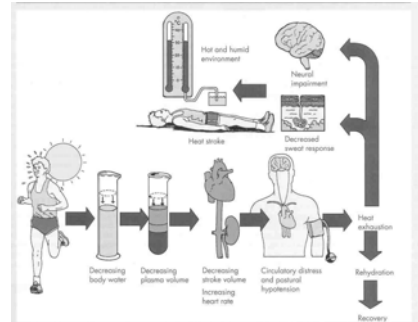 Hot and humid
environment
Neural
impairment
Heat stroke
Decreased
sweat response
Decreasing
body water
Decreasing
plasma volume
Decreasing
stroke volume
Increasing
heart rate
Circulatory distress
and postural
hypotension
Heat
exhaustion
Rehydration
Recovery